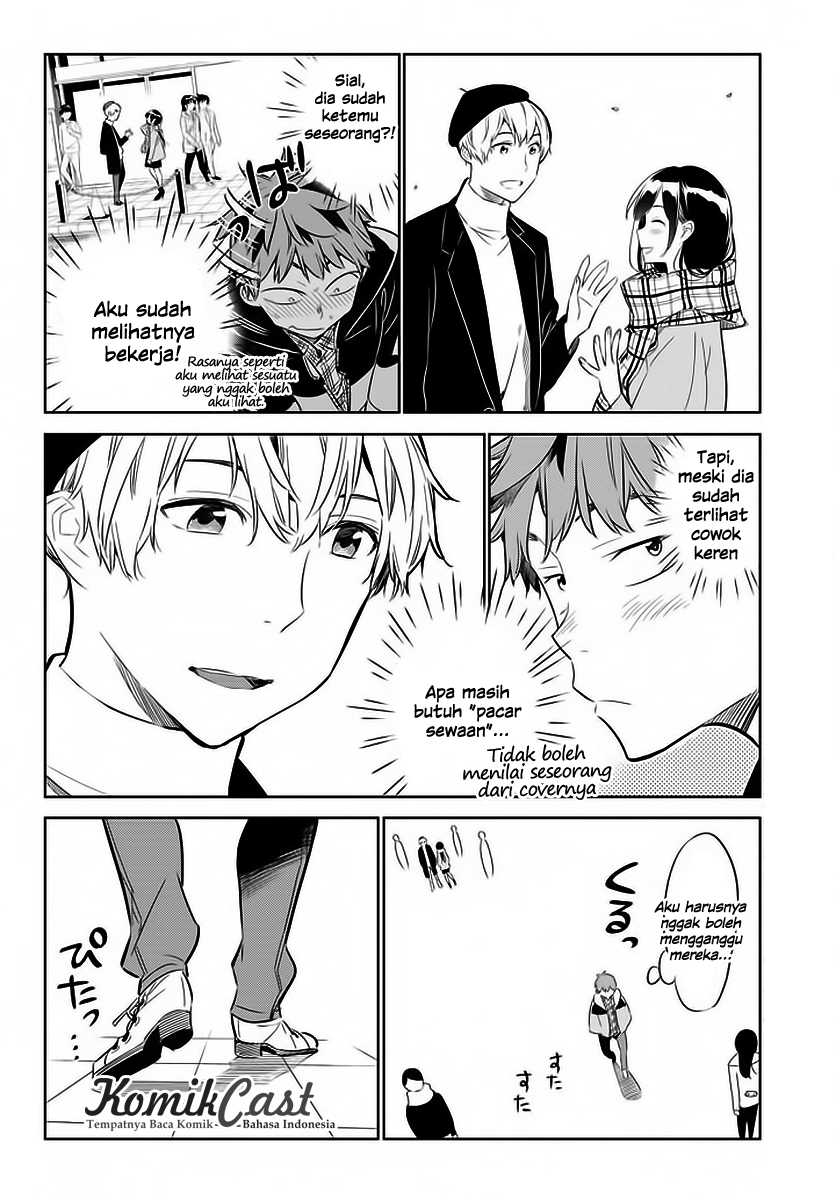 Sial,
dia sudah
ketemu
seseorang?!
ばっ
Aku sudah
melihatnya
bekerja!
Rasanya seperti
aku melihat sesuatu
yang nggak boleh
aku lihat.
Tapi,
meski dia
sudah
terlihat
cowok
keren
Apa masih
butuh "pacar
sewaan"...
Tidak boleh
menilai seseorang
dari covernya
ぴたっ…
くるっ
Aku harusnya
nggak boleh
mengganggu
mereka...
すた
すた
KomikCast
Tempatnya Baca Komik Bahasa Indonesia